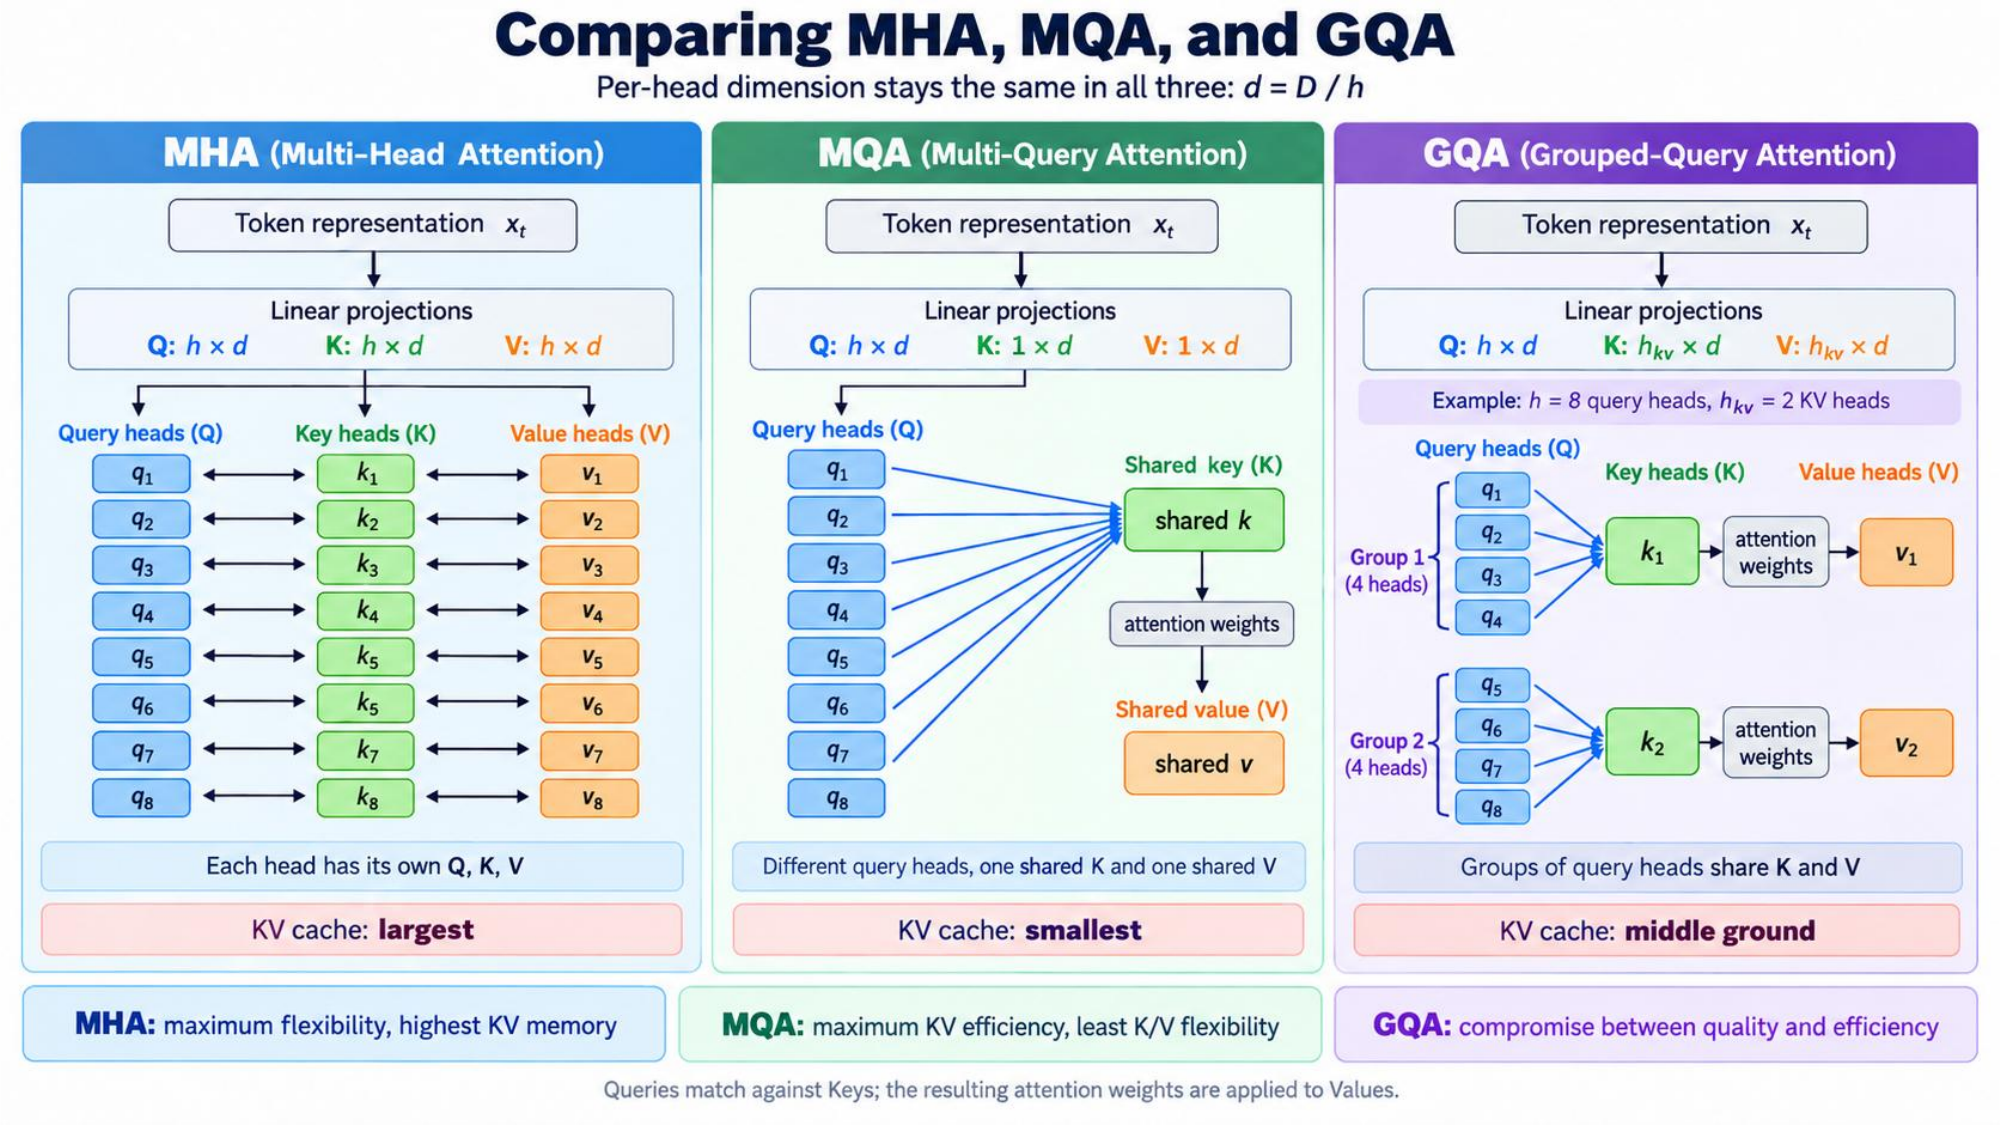 Comparing MHA, MQA, and GQA
Per-head dimension stays the same in all three: d = D / h
MHA (Multi-Head Attention)
Token representation x_t
Linear projections
Q: h × d K: h × d V: h × d
Query heads (Q) Key heads (K) Value heads (V)
q₁ k₁ v₁
q₂ k₂ v₂
q₃ k₃ v₃
q₄ k₄ v₄
q₅ k₅ v₅
q₆ k₅ v₆
q₇ k₇ v₇
q₈ k₈ v₈
Each head has its own Q, K, V
KV cache: largest
MQA (Multi-Query Attention)
Token representation x_t
Linear projections
Q: h × d K: 1 × d V: 1 × d
Query heads (Q)
q₁
q₂
q₃
q₄
q₅
q₆
q₇
q₈
Shared key (K)
shared k
attention weights
Shared value (V)
shared v
Different query heads, one shared K and one shared V
KV cache: smallest
GQA (Grouped-Query Attention)
Token representation x_t
Linear projections
Q: h × d K: h_kv × d V: h_kv × d
Example: h = 8 query heads, h_kv = 2 KV heads
Query heads (Q) Key heads (K) Value heads (V)
Group 1
(4 heads)
q₁
q₂
q₃
q₄
k₁
attention
weights
v₁
Group 2
(4 heads)
q₅
q₆
q₇
q₈
k₂
attention
weights
v₂
Groups of query heads share K and V
KV cache: middle ground
MHA: maximum flexibility, highest KV memory
MQA: maximum KV efficiency, least K/V flexibility
GQA: compromise between quality and efficiency
Queries match against Keys; the resulting attention weights are applied to Values.